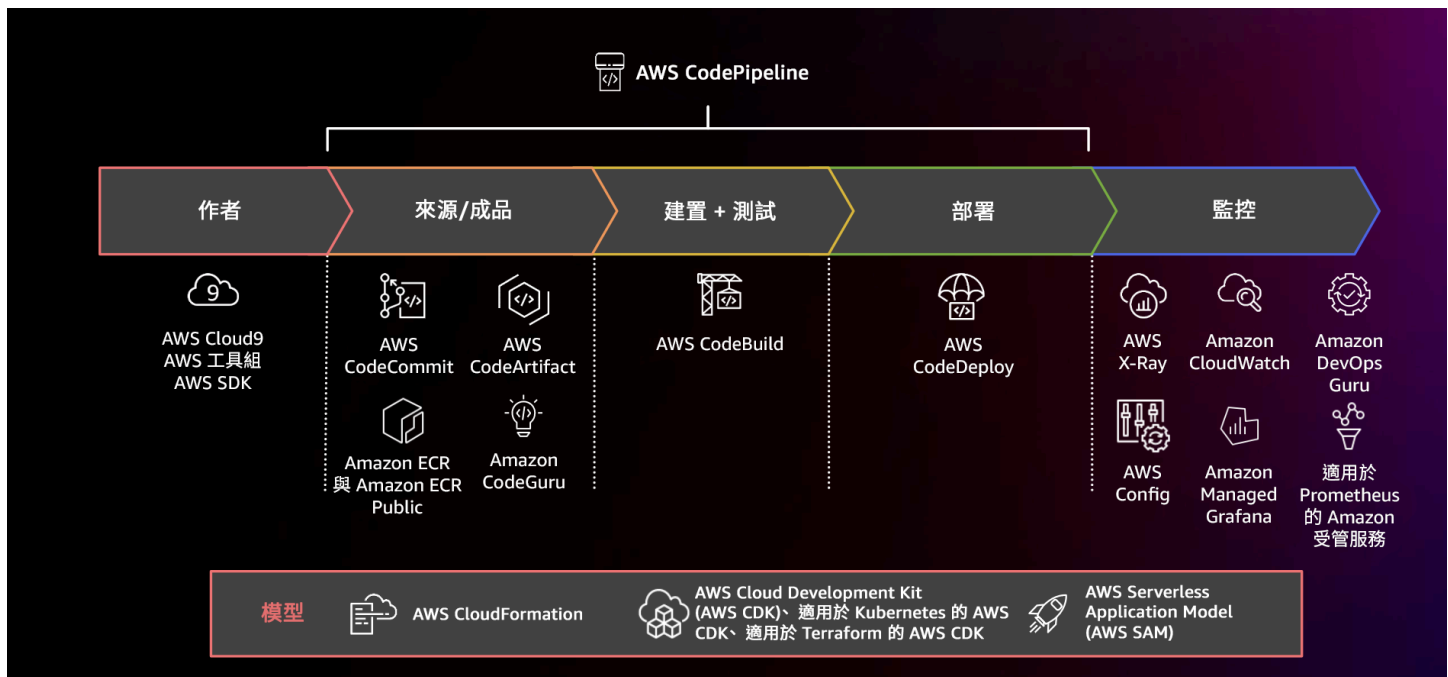 AWS CodePipeline
作者
來源/成品
建置 + 測試
部署
監控
9
AWS Cloud9
AWS 工具組
AWS SDK
AWS
CodeCommit
AWS
CodeArtifact
Amazon ECR
與 Amazon ECR
Public
Amazon
CodeGuru
AWS CodeBuild
AWS
CodeDeploy
AWS
X-Ray
Amazon
CloudWatch
Amazon
DevOps
Guru
AWS
Config
Amazon
Managed
Grafana
適用於
Prometheus
的 Amazon
受管服務
模型
AWS CloudFormation
AWS Cloud Development Kit
(AWS CDK)、適用於 Kubernetes 的 AWS
CDK、適用於 Terraform 的 AWS CDK
AWS Serverless
Application Model
(AWS SAM)